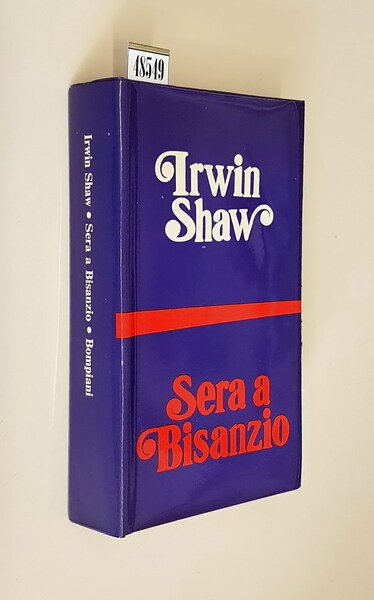 48549
Irwin
Shaw
Sera a
Bisanzio
Irwin Shaw • Sera a Bisanzio • Bompiani